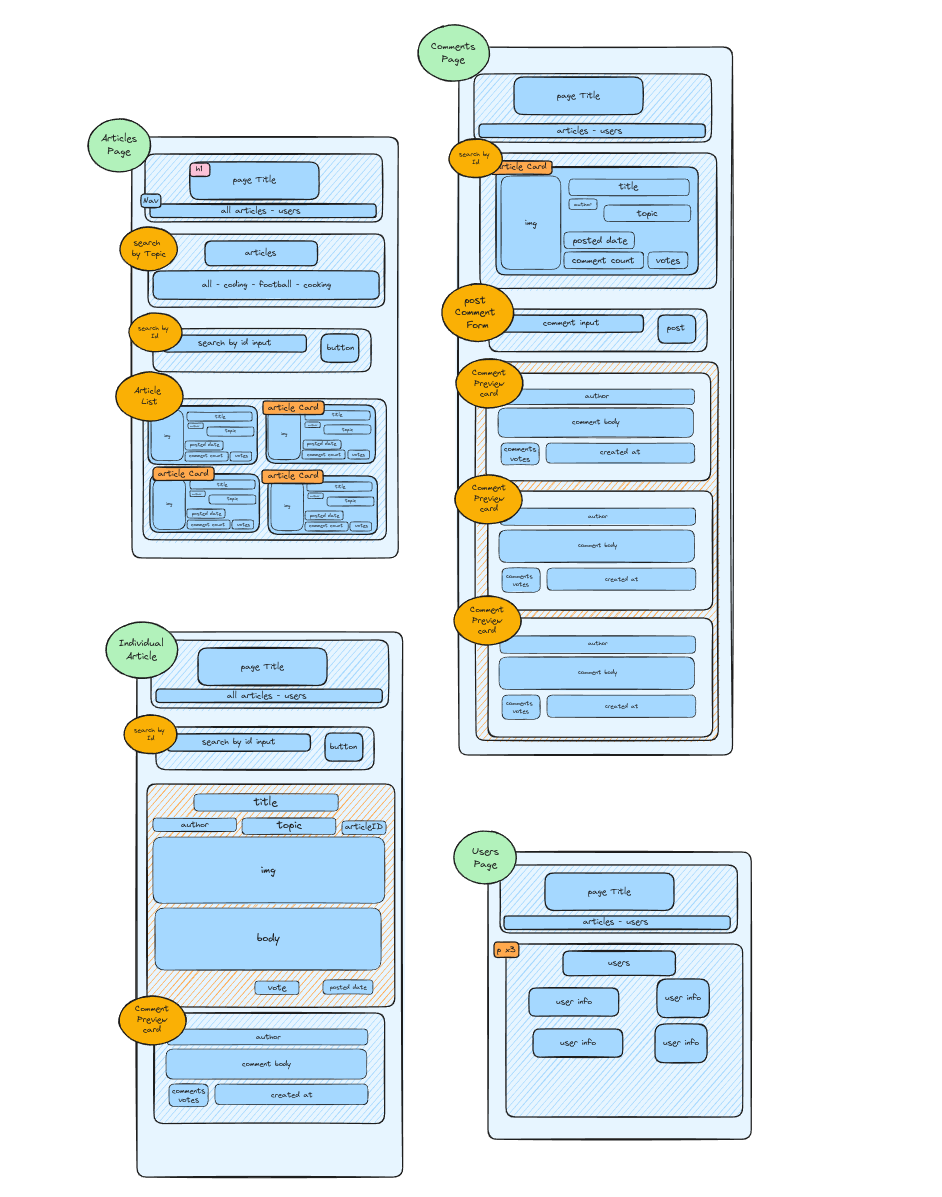 Articles
Page
h1
page Title
Nav
all articles - users
search
by Topic
articles
all - coding - football - cooking
search by
Id
search by id input
button
Article
List
img
title
author
topic
posted date
comment count
votes
article Card
img
title
author
topic
posted date
comment count
votes
article Card
img
title
author
topic
posted date
comment count
votes
article Card
img
title
author
topic
posted date
comment count
votes
Comments
Page
page Title
articles - users
search by
Id
article Card
img
title
author
topic
posted date
comment count
votes
post
Comment
Form
comment input
post
Comment
Preview
card
author
comment body
comments
votes
created at
Comment
Preview
card
author
comment body
comments
votes
created at
Comment
Preview
card
author
comment body
comments
votes
created at
Individual
Article
page Title
all articles - users
search by
Id
search by id input
button
title
author
topic
articleID
img
body
vote
posted date
Comment
Preview
card
author
comment body
comments
votes
created at
Users
Page
page Title
articles - users
p x3
users
user info
user info
user info
user info